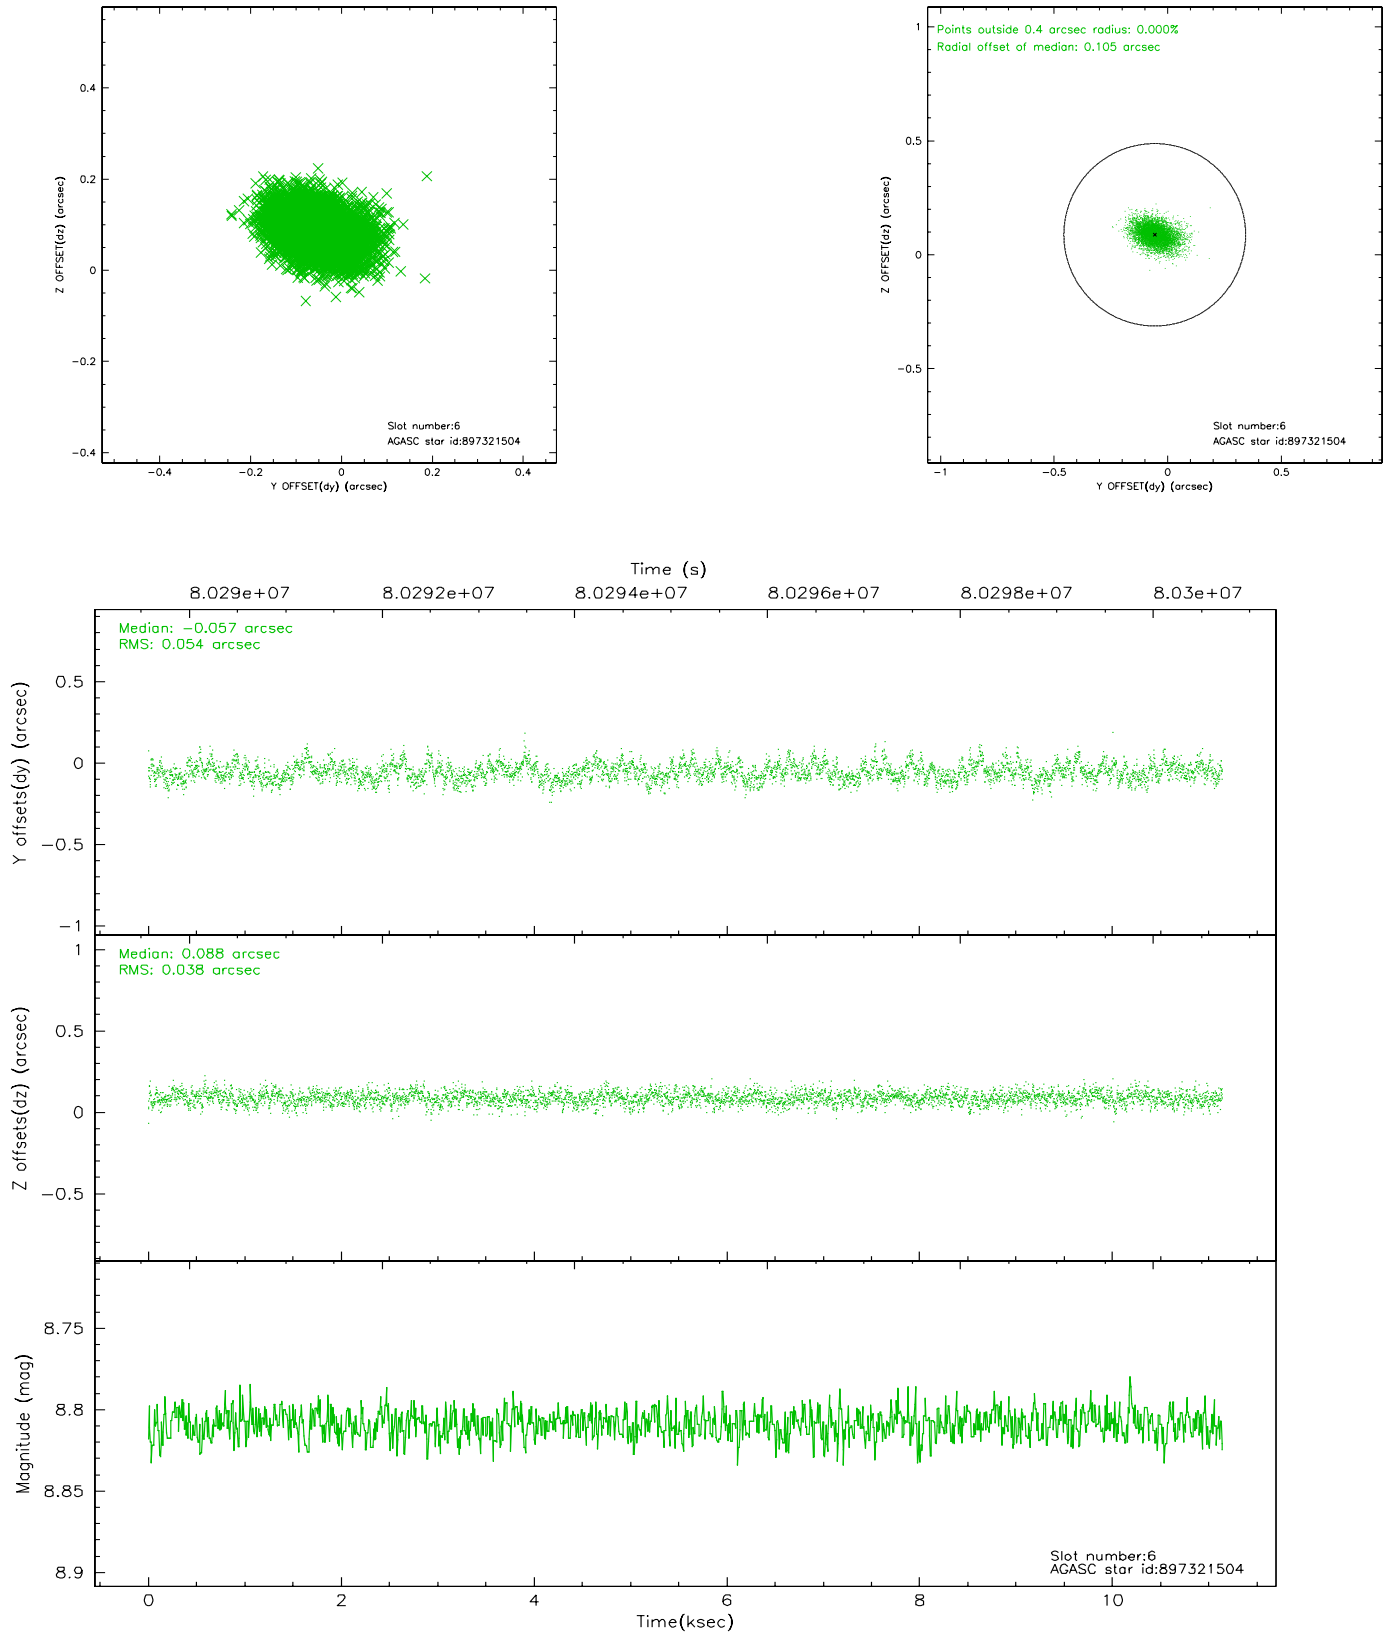 0.4
0.2
0
−0.2
−0.4
Z OFFSET(dz) (arcsec)
−0.4
−0.2
0
0.2
0.4
Y OFFSET(dy) (arcsec)
Slot number:6
AGASC star id:897321504
Points outside 0.4 arcsec radius: 0.000%
Radial offset of median: 0.105 arcsec
1
0.5
0
−0.5
Z OFFSET(dz) (arcsec)
−1
−0.5
0
0.5
Y OFFSET(dy) (arcsec)
Slot number:6
AGASC star id:897321504
Time (s)
8.029e+07
8.0292e+07
8.0294e+07
8.0296e+07
8.0298e+07
8.03e+07
Median: −0.057 arcsec
RMS: 0.054 arcsec
0.5
0
−0.5
−1
Y offsets(dy) (arcsec)
Median: 0.088 arcsec
RMS: 0.038 arcsec
1
0.5
0
−0.5
Z offsets(dz) (arcsec)
8.75
8.8
8.85
8.9
Magnitude (mag)
Slot number:6
AGASC star id:897321504
0
2
4
6
8
10
Time(ksec)